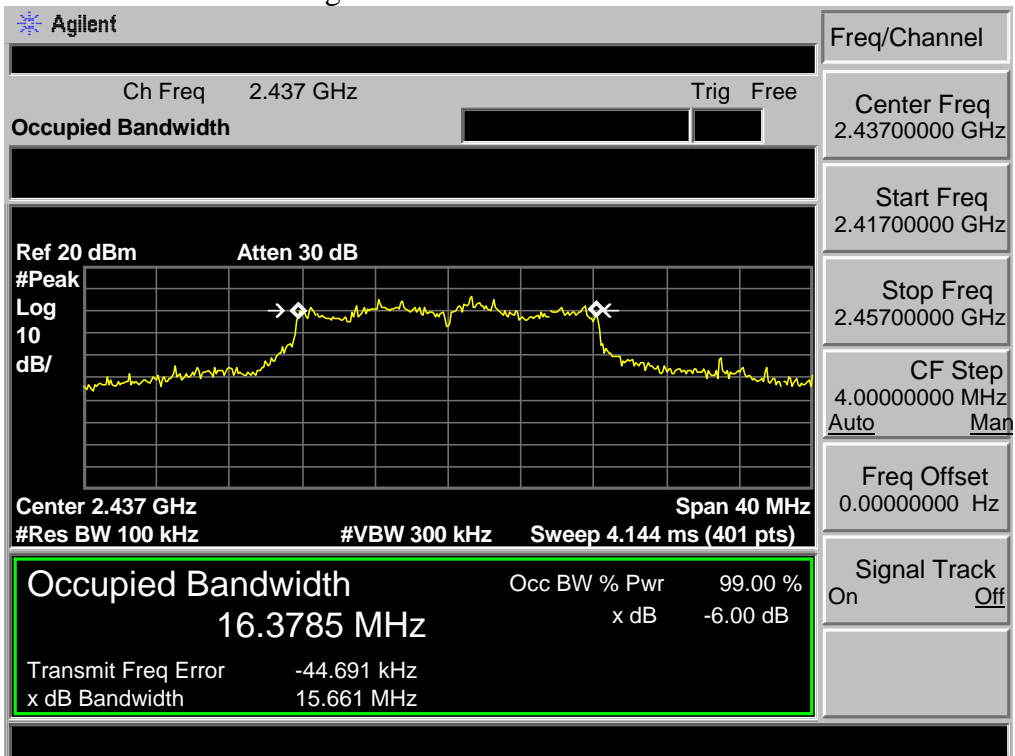 Agilent
Freq/Channel
Ch Freq 2.437 GHz Trig Free
Occupied Bandwidth
Center Freq
2.43700000 GHz
Start Freq
2.41700000 GHz
Stop Freq
2.45700000 GHz
CF Step
4.00000000 MHz
Auto Man
Freq Offset
0.00000000 Hz
Signal Track
On Off
Ref 20 dBm Atten 30 dB
#Peak
Log
10
dB/
Center 2.437 GHz Span 40 MHz
#Res BW 100 kHz #VBW 300 kHz Sweep 4.144 ms (401 pts)
Occupied Bandwidth Occ BW % Pwr 99.00 %
16.3785 MHz x dB -6.00 dB
Transmit Freq Error -44.691 kHz
x dB Bandwidth 15.661 MHz